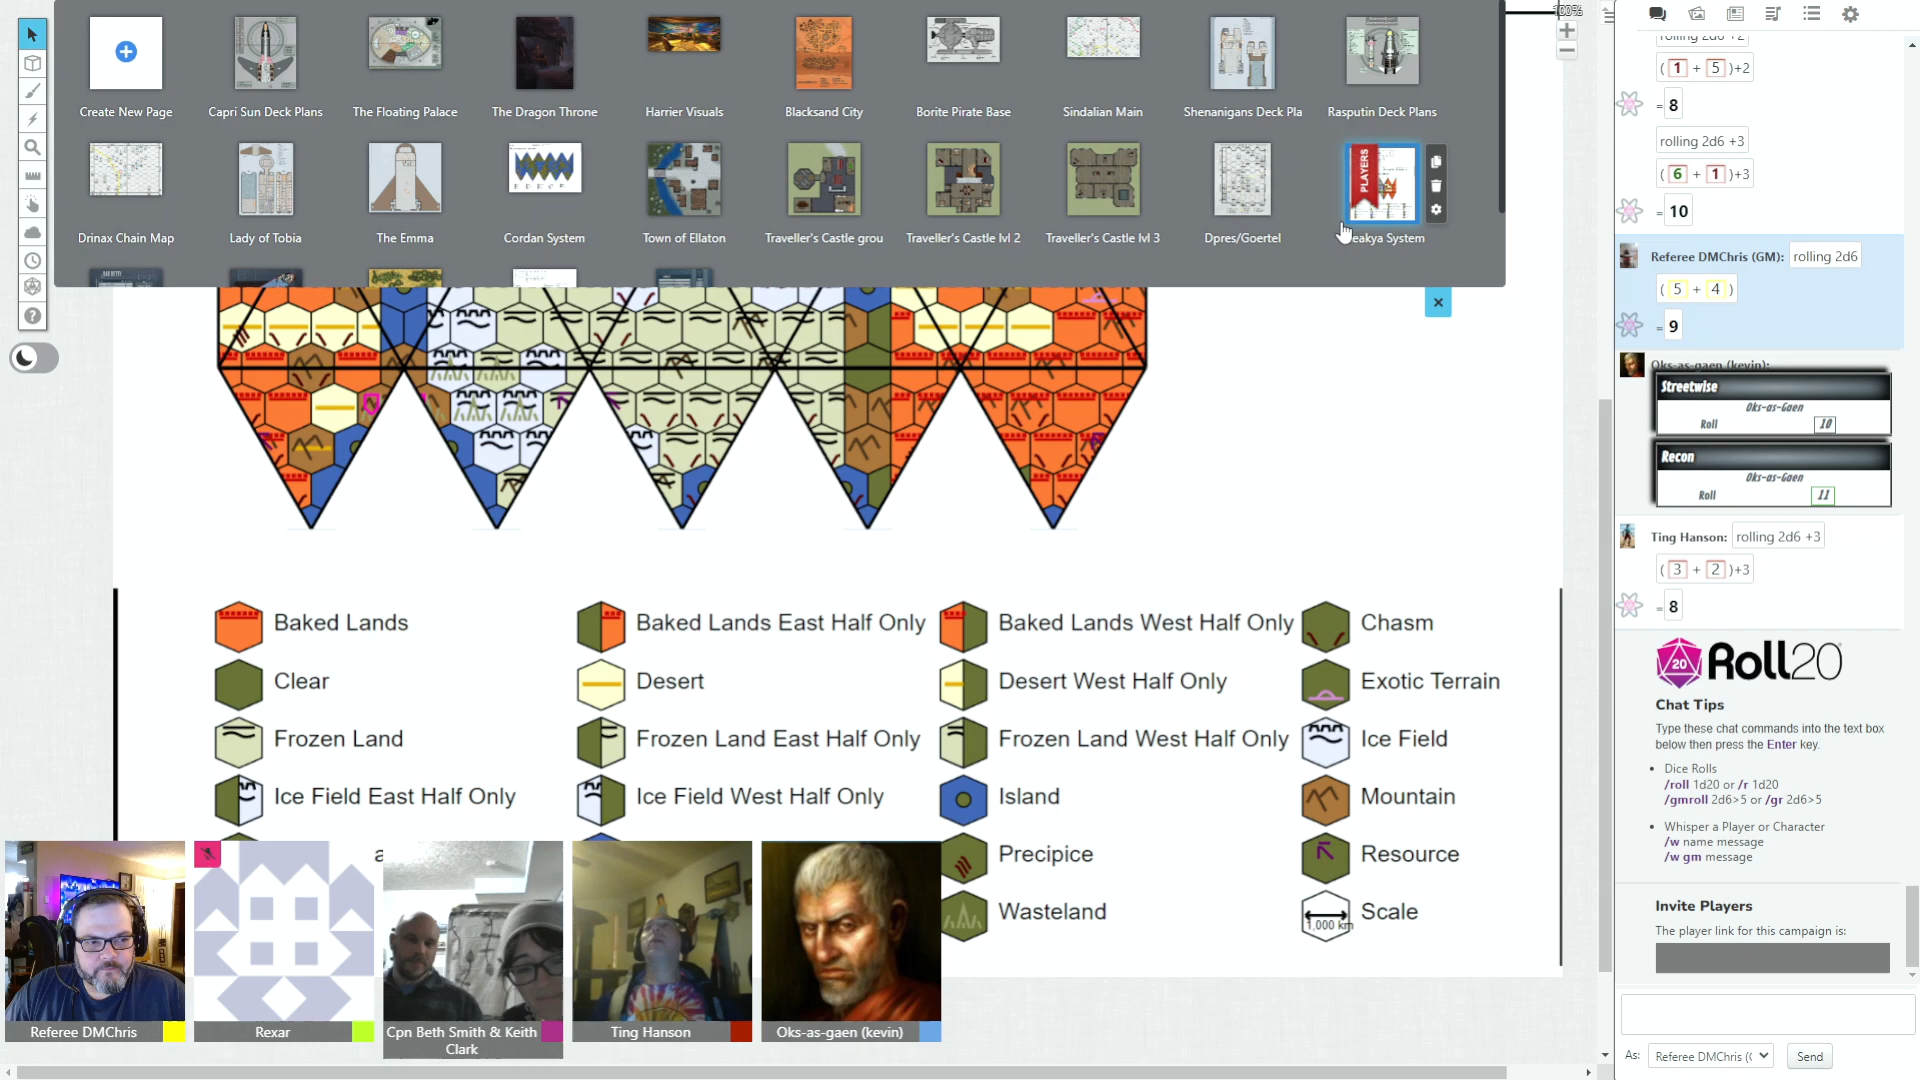 100%
Create New Page
Capri Sun Deck Plans
The Floating Palace
The Dragon Throne
Harrier Visuals
Blacksand City
Borite Pirate Base
Sindalian Main
Shenanigans Deck Pla
Rasputin Deck Plans
PLAYERS
Drinax Chain Map
Lady of Tobia
The Emma
Cordan System
Town of Ellaton
Traveller's Castle grou
Traveller's Castle lvl 2
Traveller's Castle lvl 3
Dpres/Goertel
eakya System
Baked Lands
Baked Lands East Half Only
Baked Lands West Half Only
Chasm
Clear
Desert
Desert West Half Only
Exotic Terrain
Frozen Land
Frozen Land East Half Only
Frozen Land West Half Only
Ice Field
Ice Field East Half Only
Ice Field West Half Only
Island
Mountain
Precipice
Resource
Wasteland
1,000 km
Scale
Referee DMChris
Rexar
Cpn Beth Smith & Keith
Clark
Ting Hanson
Oks-as-gaen (kevin)
rolling 2d6 +2
(1 + 5)+2
= 8
rolling 2d6 +3
(6 + 1)+3
= 10
Referee DMChris (GM): rolling 2d6
(5 + 4)
= 9
Oks-as-gaen (kevin):
Streetwise
Oks-as-Gaen
Roll 10
Recon
Oks-as-Gaen
Roll 11
Ting Hanson: rolling 2d6 +3
(3 + 2)+3
= 8
20 Roll20
Chat Tips
Type these chat commands into the text box
below then press the Enter key.
• Dice Rolls
/roll 1d20 or /r 1d20
/gmroll 2d6>5 or /gr 2d6>5
• Whisper a Player or Character
/w name message
/w gm message
Invite Players
The player link for this campaign is:
As: Referee DMChris (
Send